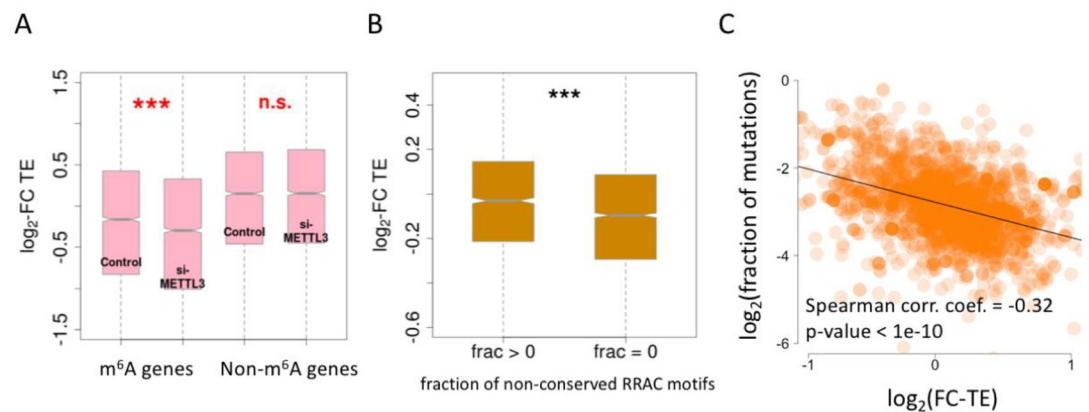 A
log₂-FC TE
1.5
0.5
-0.5
-1.5
***
n.s.
Control
si-
METTL3
Control
si-
METTL3
m⁶A genes
Non-m⁶A genes
B
log₂-FC TE
0.4
0.2
-0.2
-0.6
***
frac > 0
frac = 0
fraction of non-conserved RRAC motifs
C
log₂(fraction of mutations)
0
-2
-4
-6
Spearman corr. coef. = -0.32
p-value < 1e-10
-1
0
1
log₂(FC-TE)